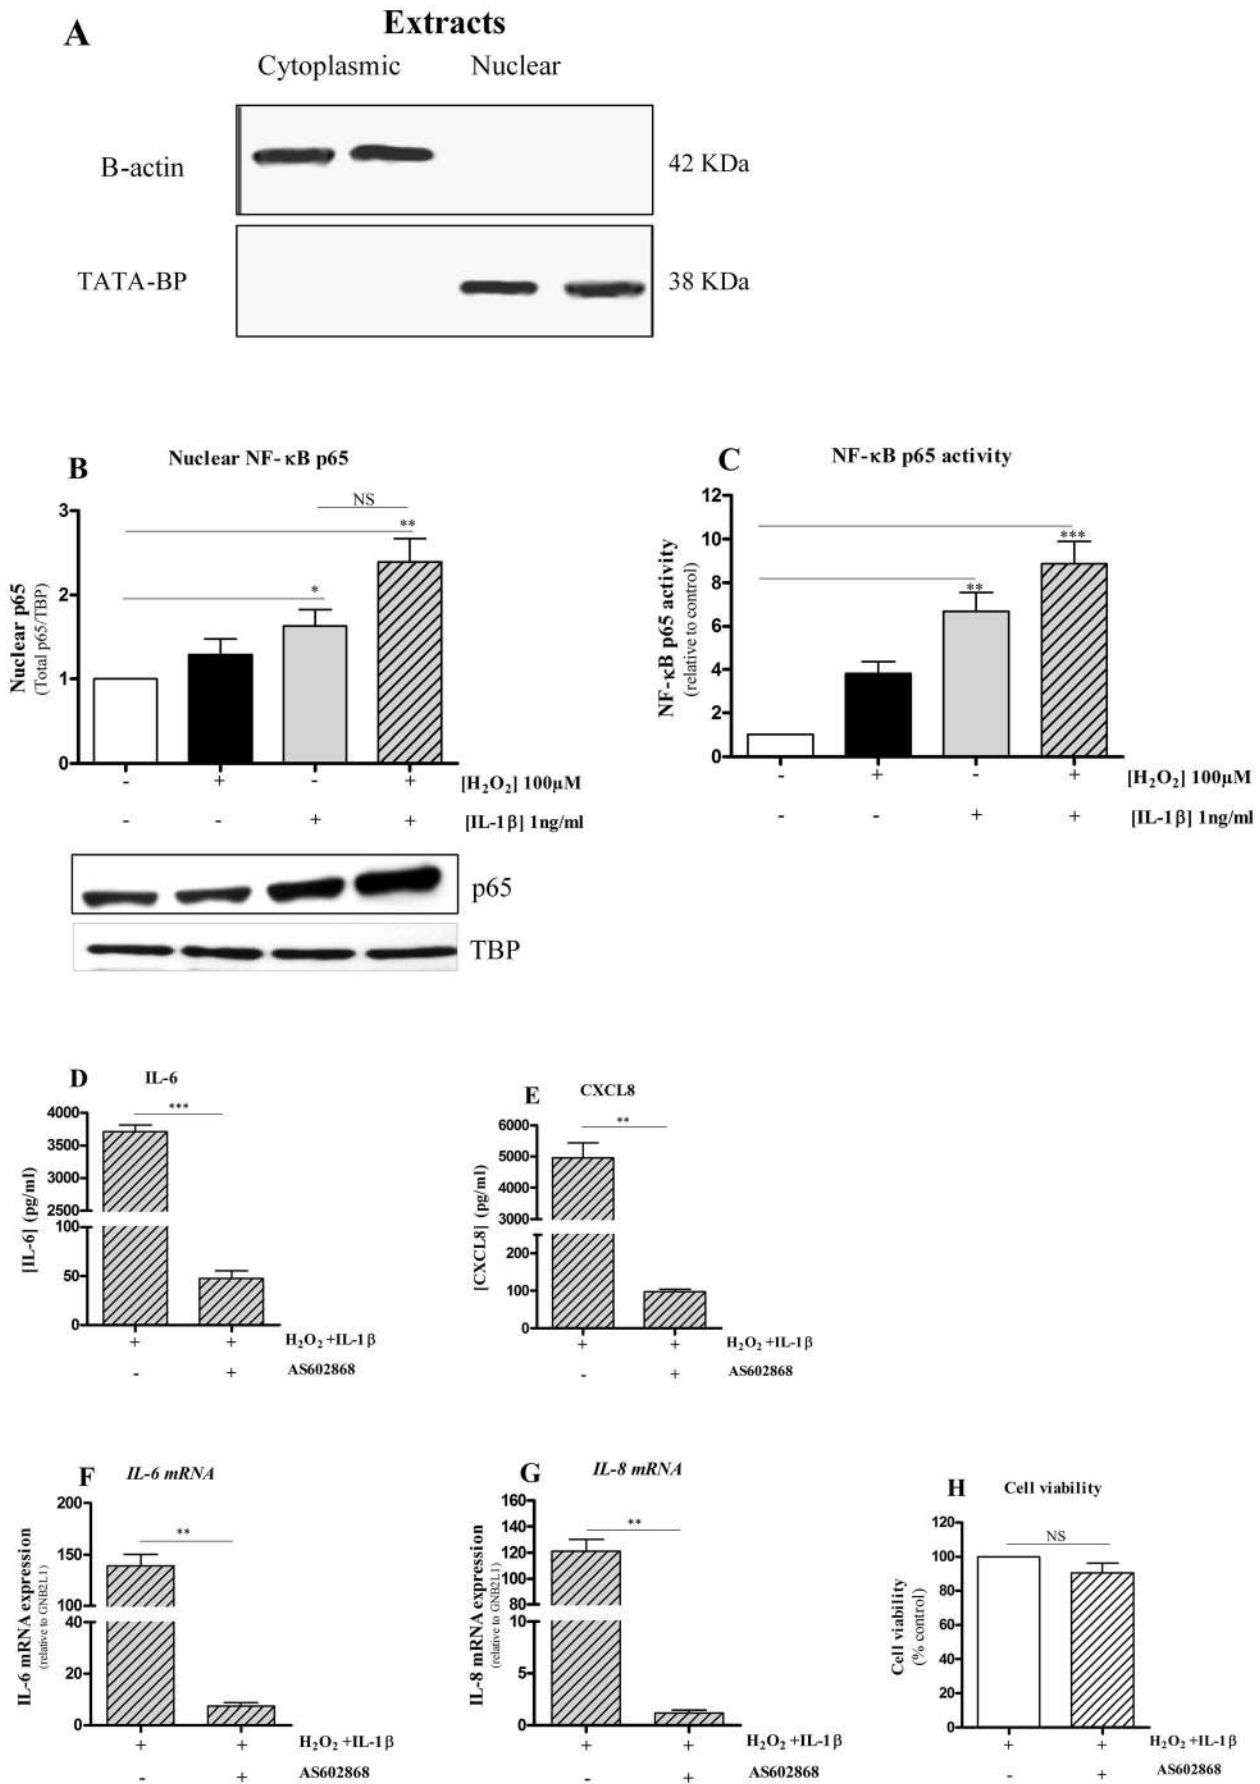 A
Extracts
Cytoplasmic Nuclear
B-actin 42 KDa
TATA-BP 38 KDa
B
Nuclear NF-κB p65
Nuclear p65
(Total p65/TBP)
3
2
1
0
NS
*
**
- + - + [H₂O₂] 100µM
- - + + [IL-1β] 1ng/ml
p65
TBP
C
NF-κB p65 activity
NF-κB p65 activity
(relative to control)
12
10
8
6
4
2
0
**
***
- + - + [H₂O₂] 100µM
- - + + [IL-1β] 1ng/ml
D
IL-6
[IL-6] (pg/ml)
4000
3500
3000
2500
100
50
0
***
+ + H₂O₂ +IL-1β
- + AS602868
E
CXCL8
[CXCL8] (pg/ml)
6000
5000
4000
3000
200
100
0
**
+ + H₂O₂ +IL-1β
- + AS602868
F
IL-6 mRNA
IL-6 mRNA expression
(relative to GNB2L1)
200
150
100
40
20
0
**
+ + H₂O₂ +IL-1β
- + AS602868
G
IL-8 mRNA
IL-8 mRNA expression
(relative to GNB2L1)
160
140
120
100
80
10
5
0
**
+ + H₂O₂ +IL-1β
- + AS602868
H
Cell viability
Cell viability
(% control)
120
100
80
60
40
20
0
NS
+ + H₂O₂ +IL-1β
- + AS602868